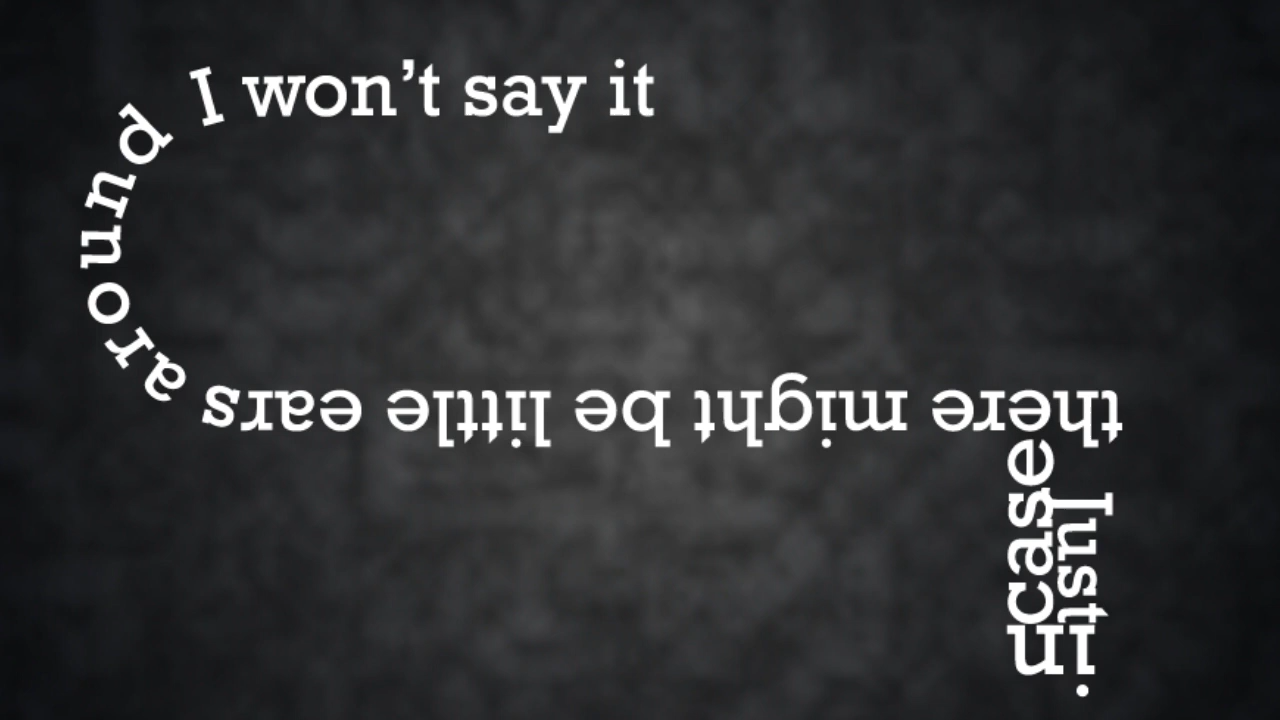 Just
in
case
there might be little ears
around
I won’t say it